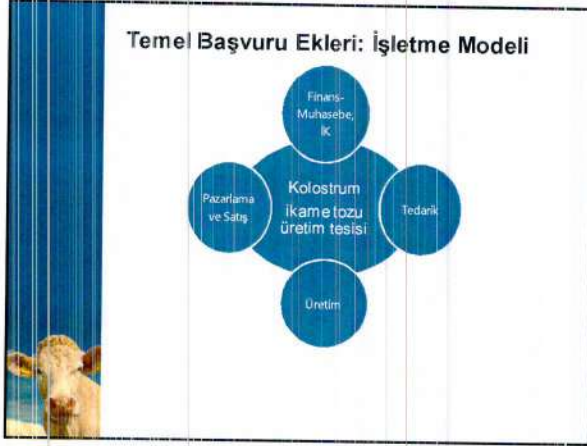 Temel Başvuru Ekleri: İşletme Modeli
Finans-
Muhasebe,
İK
Pazarlama
ve Satış
Kolostrum
ikame tozu
üretim tesisi
Tedarik
Üretim